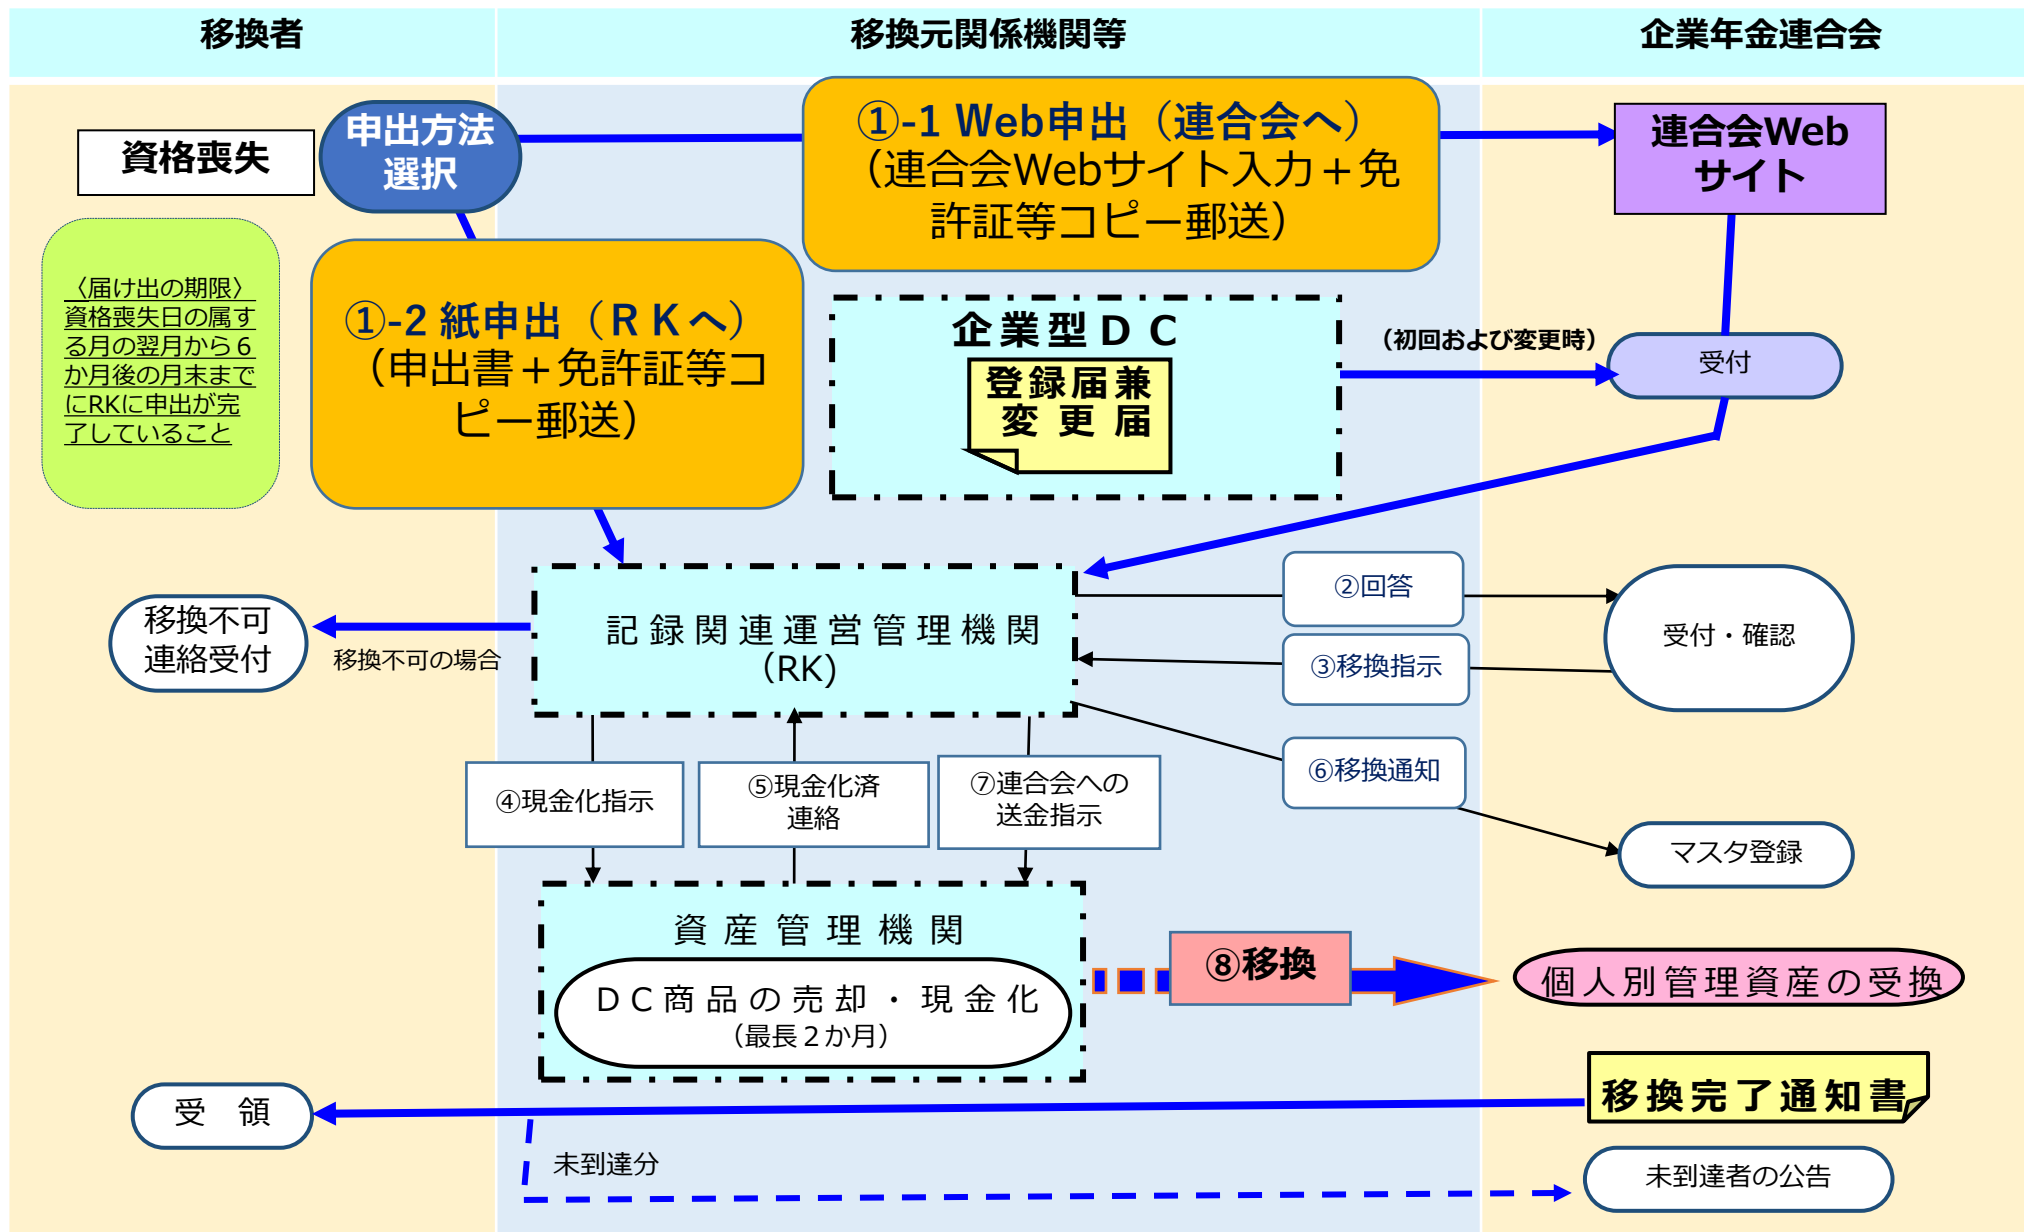 移換者
移換元関係機関等
企業年金連合会
資格喪失
申出方法
選択
①-1 Web申出（連合会へ）
（連合会Webサイト入力＋免
許証等コピー郵送）
連合会Web
サイト
〈届け出の期限〉
資格喪失日の属す
る月の翌月から６
か月後の月末まで
にRKに申出が完
了していること
①-2 紙申出（ＲＫへ）
（申出書＋免許証等コ
ピー郵送）
企業型ＤＣ
登録届兼
変更届
（初回および変更時）
受付
記録関連運営管理機関
（RK）
移換不可
連絡受付
移換不可の場合
②回答
③移換指示
受付・確認
⑥移換通知
④現金化指示
⑤現金化済
連絡
⑦連合会への
送金指示
マスタ登録
資産管理機関
ＤＣ商品の売却・現金化
（最長２か月）
⑧移換
個人別管理資産の受換
移換完了通知書
受　領
未到達分
未到達者の公告